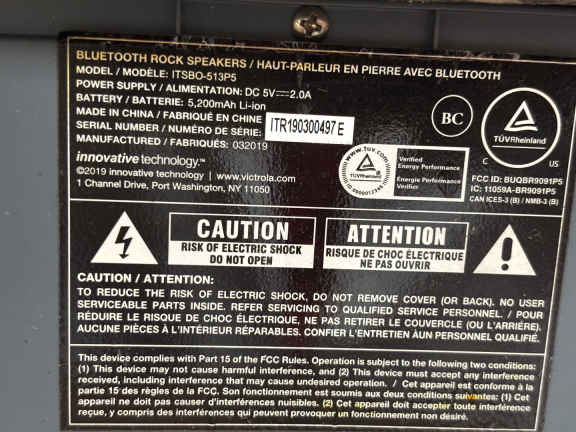 BLUETOOTH ROCK SPEAKERS / HAUT-PARLEUR EN PIERRE AVEC BLUETOOTH
MODEL / MODÈLE: ITSBO-513P5
POWER SUPPLY / ALIMENTATION: DC 5V⎓2.0A
BATTERY / BATTERIE: 5,200mAh Li-ion
MADE IN CHINA / FABRIQUÉ EN CHINE
SERIAL NUMBER / NUMÉRO DE SÉRIE: ITR190300497 E
MANUFACTURED / FABRIQUÉS: 032019
innovative technology™
©2019 innovative technology | www.victrola.com
1 Channel Drive, Port Washington, NY 11050
www.tuv.com
TÜVRheinland
Verified
Energy Performance
Energie Performance
Vérifier
BC
TÜVRheinland
C US
FCC ID: BUQBR9091P5
IC: 11059A-BR9091P5
CAN ICES-3 (B) / NMB-3 (B)
CAUTION
RISK OF ELECTRIC SHOCK
DO NOT OPEN
ATTENTION
RISQUE DE CHOC ÉLECTRIQUE
NE PAS OUVRIR
CAUTION / ATTENTION:
TO REDUCE THE RISK OF ELECTRIC SHOCK, DO NOT REMOVE COVER (OR BACK). NO USER
SERVICEABLE PARTS INSIDE. REFER SERVICING TO QUALIFIED SERVICE PERSONNEL. / POUR
RÉDUIRE LE RISQUE DE CHOC ÉLECTRIQUE, NE PAS RETIRER LE COUVERCLE (OU L'ARRIÉRE).
AUCUNE PIÈCES À L'INTÉRIEUR RÉPARABLES. CONFIER L'ENTRETIEN ÀUN PERSONNEL QUALIFIÉ.
This device complies with Part 15 of the FCC Rules. Operation is subject to the following two conditions:
(1) This device may not cause harmful interference, and (2) This device must accept any interference
received, including interference that may cause undesired operation. / Cet appareil est conforme à la
partie 15 des règles de la FCC. Son fonctionnement est soumis aux deux conditions suivantes: (1) Cet
appareil ne doit pas causer d'interférences nuisibles. (2) Cet appareil doit accepter toute interférence
reçue, y compris des interférences qui peuvent provoquer un fonctionnement non désiré.